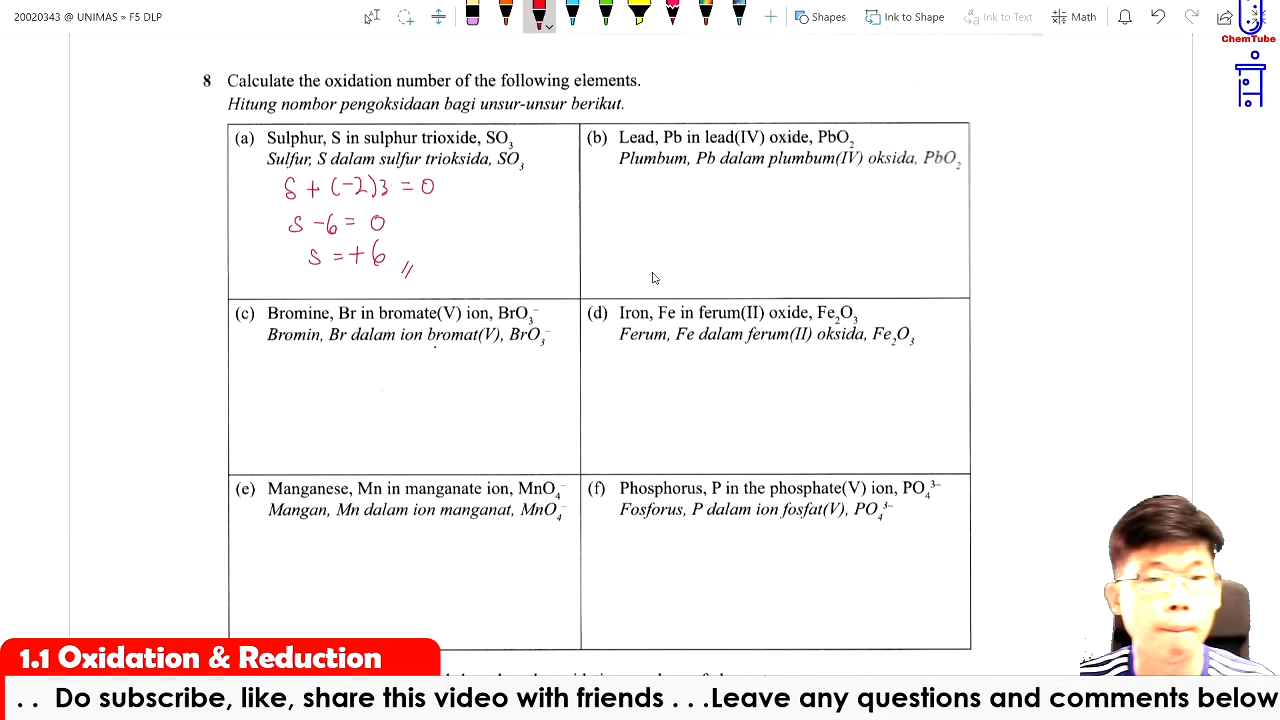 20020343 @ UNIMAS » F5 DLP
Shapes
Ink to Shape
Ink to Text
Math
ChemTube
8 Calculate the oxidation number of the following elements.
Hitung nombor pengoksidaan bagi unsur-unsur berikut.
(a) Sulphur, S in sulphur trioxide, SO₃
Sulfur, S dalam sulfur trioksida, SO₃
S + (-2)3 = 0
S - 6 = 0
S = +6 //
(b) Lead, Pb in lead(IV) oxide, PbO₂
Plumbum, Pb dalam plumbum(IV) oksida, PbO₂
(c) Bromine, Br in bromate(V) ion, BrO₃⁻
Bromin, Br dalam ion bromat(V), BrO₃⁻
(d) Iron, Fe in ferum(II) oxide, Fe₂O₃
Ferum, Fe dalam ferum(II) oksida, Fe₂O₃
(e) Manganese, Mn in manganate ion, MnO₄⁻
Mangan, Mn dalam ion manganat, MnO₄⁻
(f) Phosphorus, P in the phosphate(V) ion, PO₄³⁻
Fosforus, P dalam ion fosfat(V), PO₄³⁻
1.1 Oxidation & Reduction
. . Do subscribe, like, share this video with friends . . .Leave any questions and comments below